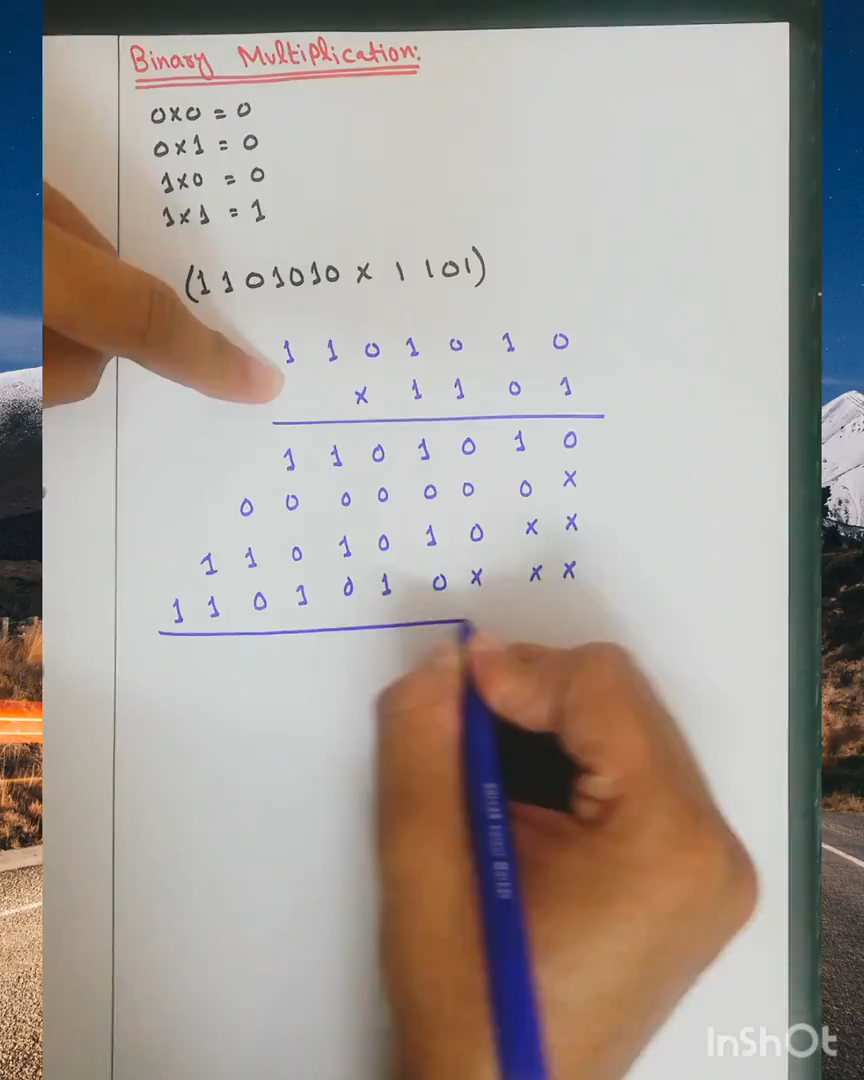 Binary Multiplication:
0x0 = 0
0x1 = 0
1x0 = 0
1x1 = 1
(1101010 x 1101)
1 1 0 1 0 1 0
x 1 1 0 1
1 1 0 1 0 1 0
0 0 0 0 0 0 0 x
1 1 0 1 0 1 0 x x
1 1 0 1 0 1 0 x x x
InShOt